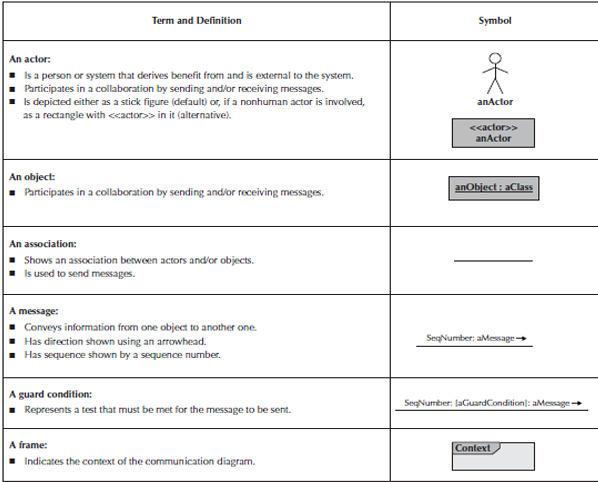 Term and Definition
Symbol
An actor:
■ Is a person or system that derives benefit from and is external to the system.
■ Participates in a collaboration by sending and/or receiving messages.
■ Is depicted either as a stick figure (default) or, if a nonhuman actor is involved,
as a rectangle with <<actor>> in it (alternative).
anActor
<<actor>>
anActor
An object:
■ Participates in a collaboration by sending and/or receiving messages.
anObject : aClass
An association:
■ Shows an association between actors and/or objects.
■ Is used to send messages.
A message:
■ Conveys information from one object to another one.
■ Has direction shown using an arrowhead.
■ Has sequence shown by a sequence number.
SeqNumber: aMessage
A guard condition:
■ Represents a test that must be met for the message to be sent.
SeqNumber: [aGuardCondition]: aMessage
A frame:
■ Indicates the context of the communication diagram.
Context